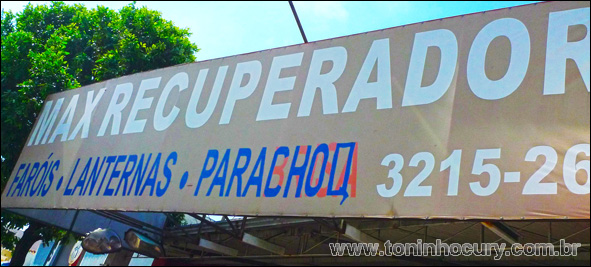 MAX RECUPERADOR
FARÓIS • LANTERNAS • PARACHOQ 3215-26
www.toninhocury.com.br